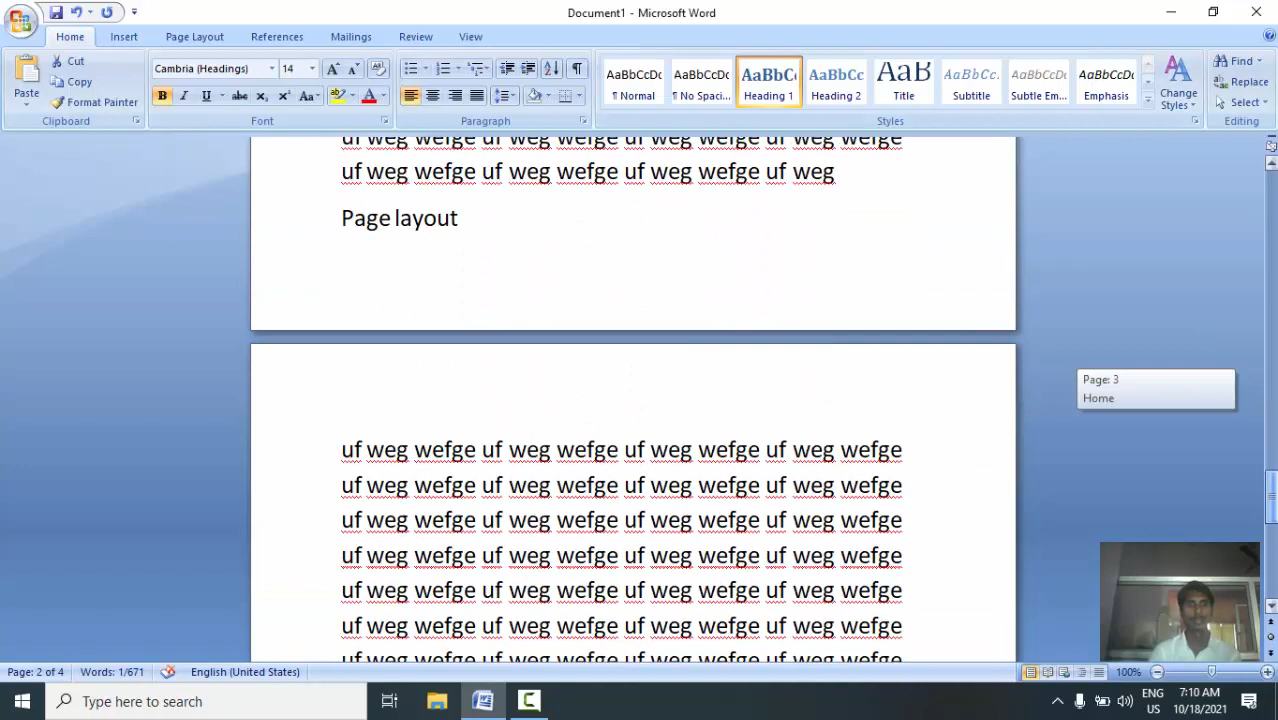 Document1 - Microsoft Word
Home Insert Page Layout References Mailings Review View
Paste
Cut
Copy
Format Painter
Clipboard
Cambria (Headings) 14
B I U abc X₂ X² Aa
Font
Paragraph
AaBbCcDc AaBbCcDc AaBbC AaBbCc AaB AaBbCc. AaBbCcDc AaBbCcDc
¶ Normal ¶ No Spaci... Heading 1 Heading 2 Title Subtitle Subtle Em... Emphasis
Change Styles
Styles
Find
Replace
Select
Editing
uf weg wefge uf weg wefge uf weg wefge uf weg wefge
uf weg wefge uf weg wefge uf weg wefge uf weg
Page layout
Page: 3
Home
uf weg wefge uf weg wefge uf weg wefge uf weg wefge
uf weg wefge uf weg wefge uf weg wefge uf weg wefge
uf weg wefge uf weg wefge uf weg wefge uf weg wefge
uf weg wefge uf weg wefge uf weg wefge uf weg wefge
uf weg wefge uf weg wefge uf weg wefge uf weg wefge
uf weg wefge uf weg wefge uf weg wefge uf weg wefge
uf weg wefge uf weg wefge uf weg wefge uf weg wefge
Page: 2 of 4 Words: 1/671 English (United States) 100%
Type here to search
ENG
US
7:10 AM
10/18/2021